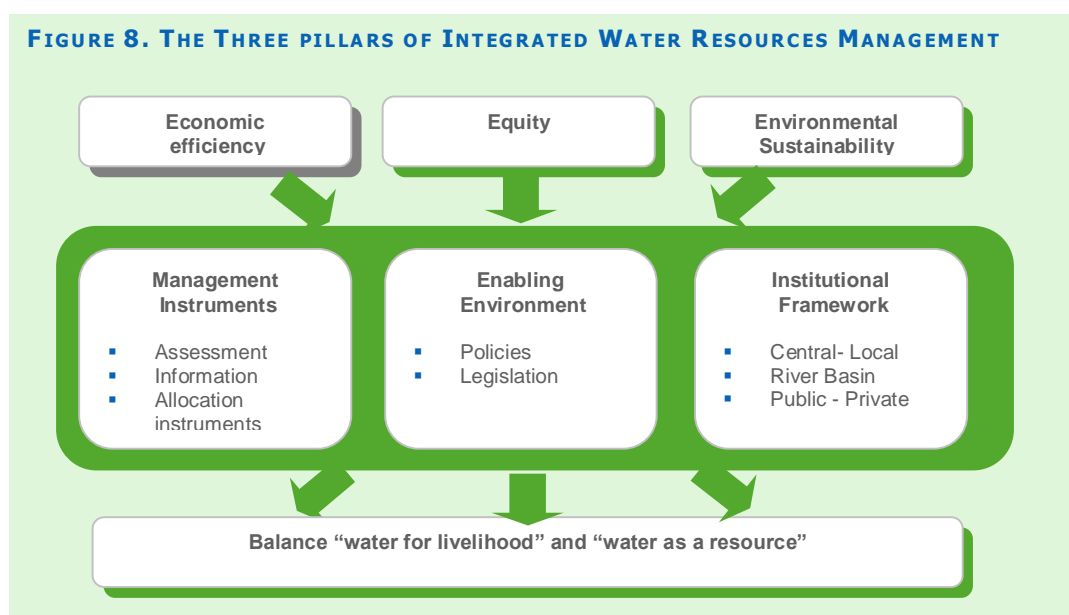 FIGURE 8. THE THREE PILLARS OF INTEGRATED WATER RESOURCES MANAGEMENT
Economic
efficiency
Equity
Environmental
Sustainability
Management
Instruments
▪ Assessment
▪ Information
▪ Allocation
instruments
Enabling
Environment
▪ Policies
▪ Legislation
Institutional
Framework
▪ Central- Local
▪ River Basin
▪ Public - Private
Balance “water for livelihood” and “water as a resource”